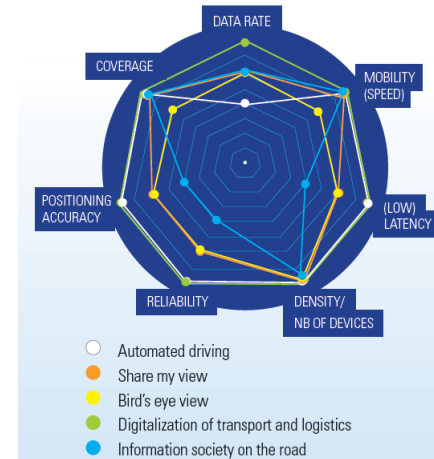 DATA RATE
COVERAGE
MOBILITY
(SPEED)
POSITIONING
ACCURACY
(LOW)
LATENCY
RELIABILITY
DENSITY/
NB OF DEVICES
Automated driving
Share my view
Bird's eye view
Digitalization of transport and logistics
Information society on the road